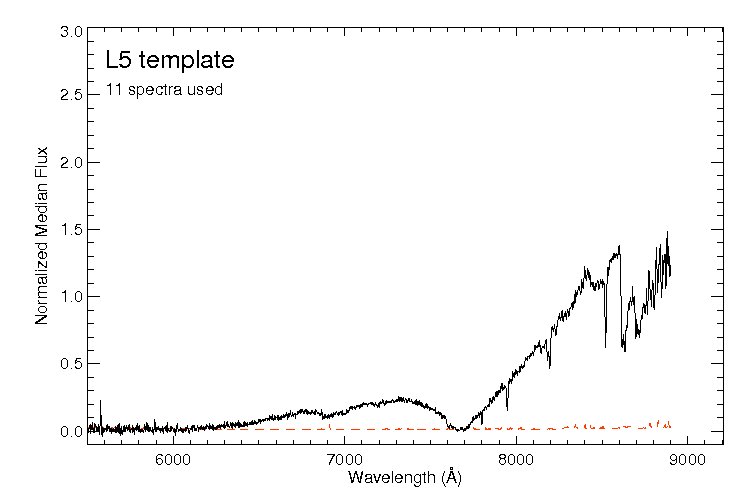 3.0
L5 template
11 spectra used
2.5
2.0
1.5
1.0
0.5
0.0
Normalized Median Flux
6000 7000 8000 9000
Wavelength (Å)